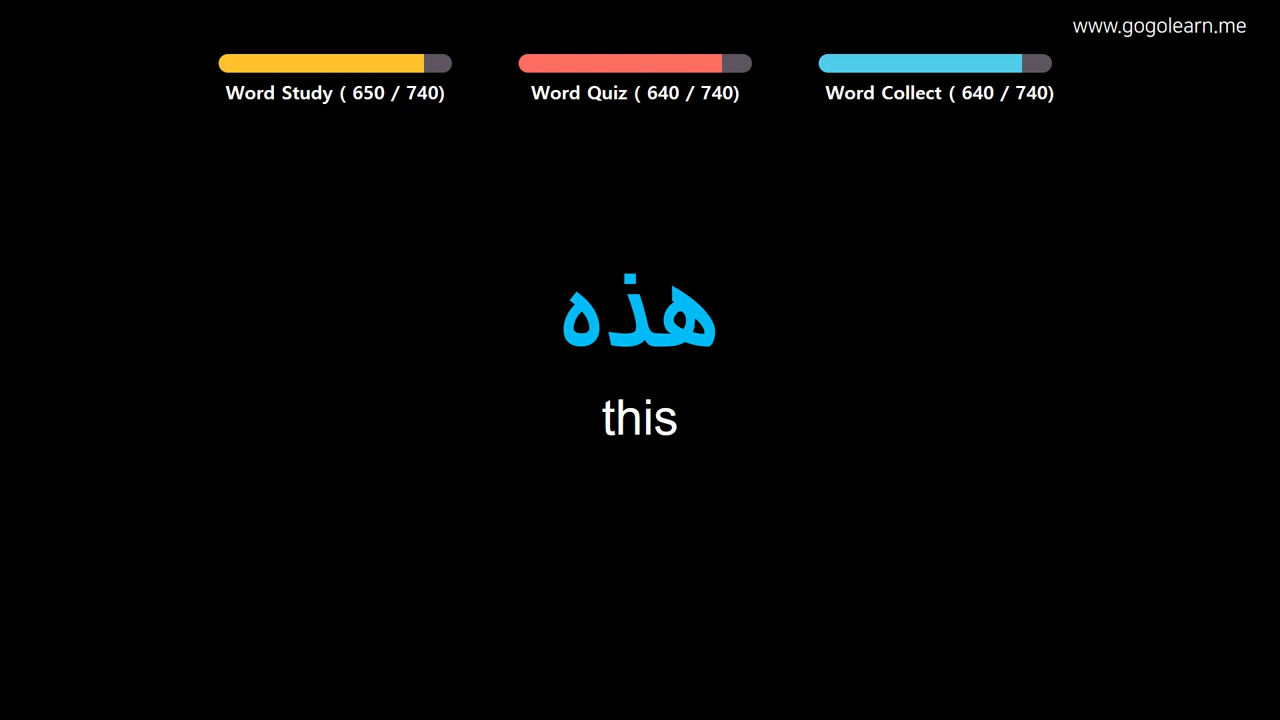 www.gogolearn.me
Word Study ( 650 / 740)
Word Quiz ( 640 / 740)
Word Collect ( 640 / 740)
هذه
this